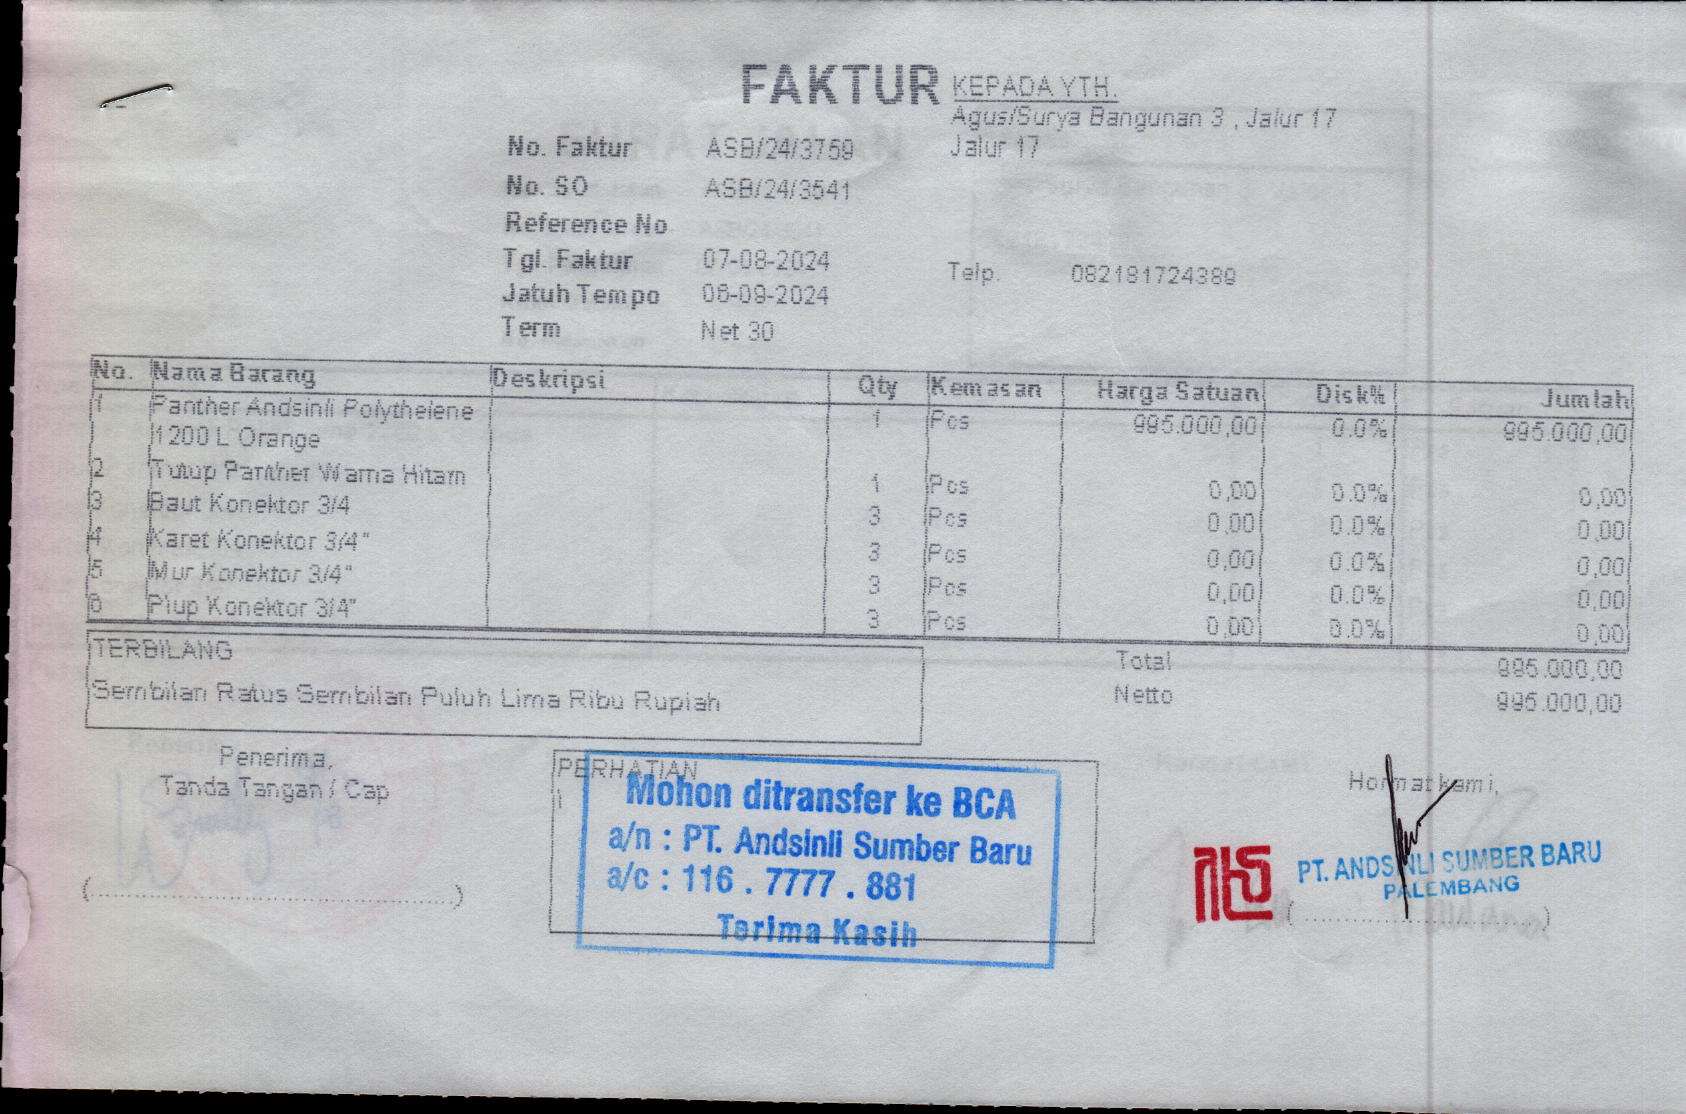 FAKTUR
KEPADA YTH.
Agus/Surya Bangunan 3 , Jalur 17
Jalur 17
No. Faktur ASB/24/3759
No. SO ASB/24/3541
Reference No
Tgl. Faktur 07-08-2024
Jatuh Tempo 06-09-2024
Term Net 30
Telp. 082181724389
No. Nama Barang Deskripsi Qty Kemasan Harga Satuan Disk% Jumlah
1 Panther Andsinli Polythelene 1 Pcs 995.000,00 0.0% 995.000,00
1200 L Orange
2 Tutup Panther Warna Hitam 1 Pcs 0,00 0.0% 0,00
3 Baut Konektor 3/4 3 Pcs 0,00 0.0% 0,00
4 Karet Konektor 3/4" 3 Pcs 0,00 0.0% 0,00
5 Mur Konektor 3/4" 3 Pcs 0,00 0.0% 0,00
6 Plup Konektor 3/4" 3 Pcs 0,00 0.0% 0,00
TERBILANG
Sembilan Ratus Sembilan Puluh Lima Ribu Rupiah
Total 995.000,00
Netto 995.000,00
Penerima,
Tanda Tangan / Cap
(..............................................)
PERHATIAN
Mohon ditransfer ke BCA
a/n : PT. Andsinli Sumber Baru
a/c : 116 . 7777 . 881
Terima Kasih
Hormat kami,
PT. ANDSINLI SUMBER BARU
PALEMBANG
(................................)